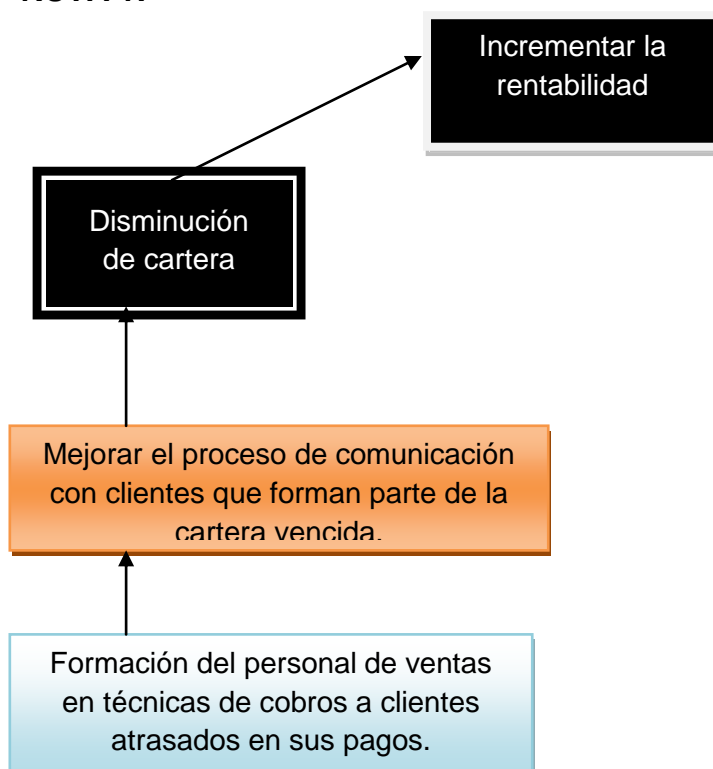 Incrementar la
rentabilidad
Disminución
de cartera
Mejorar el proceso de comunicación
con clientes que forman parte de la
cartera vencida.
Formación del personal de ventas
en técnicas de cobros a clientes
atrasados en sus pagos.